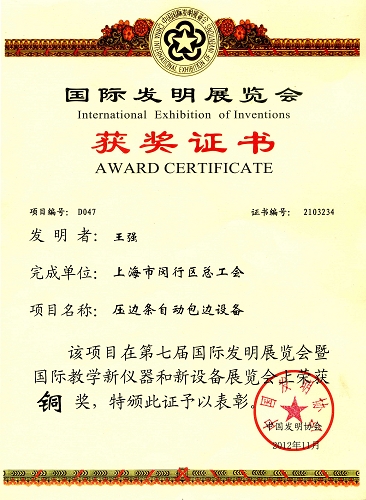 国际发明展览会
International Exhibition of Inventions
获奖证书
AWARD CERTIFICATE
项目编号：D047
证书编号：2103234
发明者：王强
完成单位：上海市闵行区总工会
项目名称：压边条自动包边设备
该项目在第七届国际发明展览会暨
国际教学新仪器和新设备展览会上荣获
铜奖，特颁此证予以表彰。
中国发明协会
中国发明协会
2012年11月